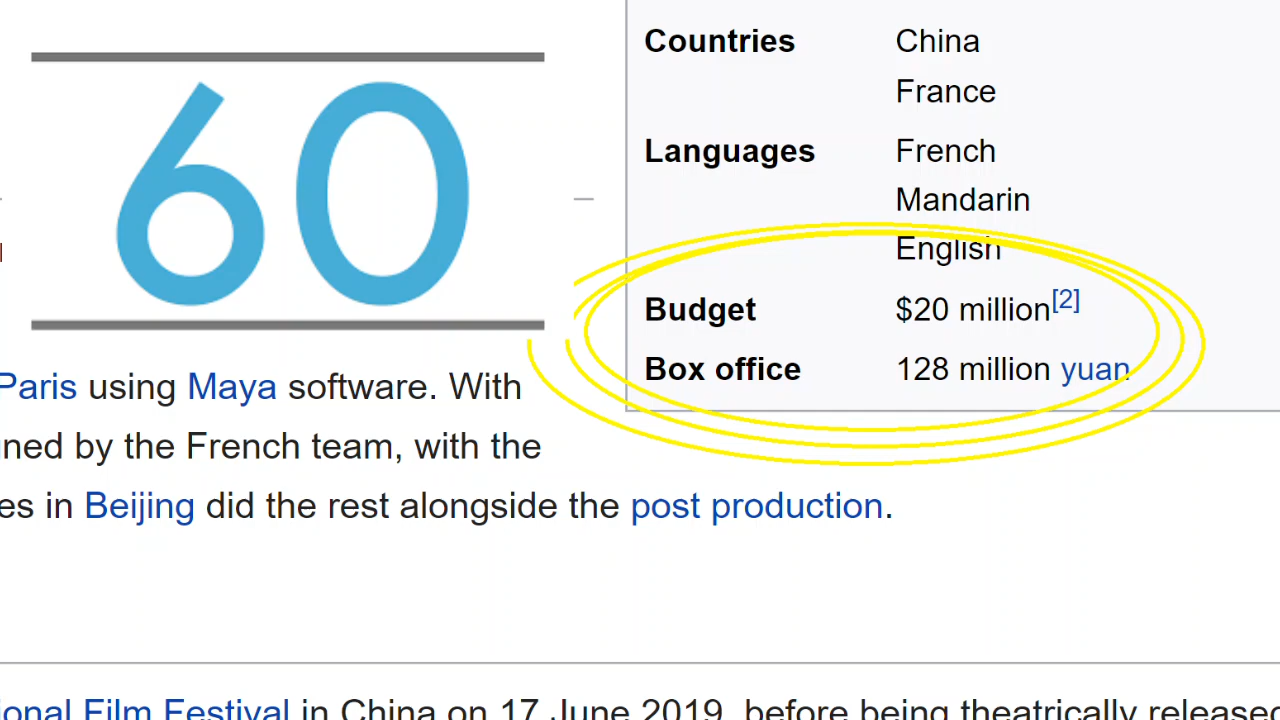 60
Countries China
France
Languages French
Mandarin
English
Budget $20 million[2]
Box office 128 million yuan
Paris using Maya software. With
ned by the French team, with the
es in Beijing did the rest alongside the post production.
ional Film Festival in China on 17 June 2019, before being theatrically released